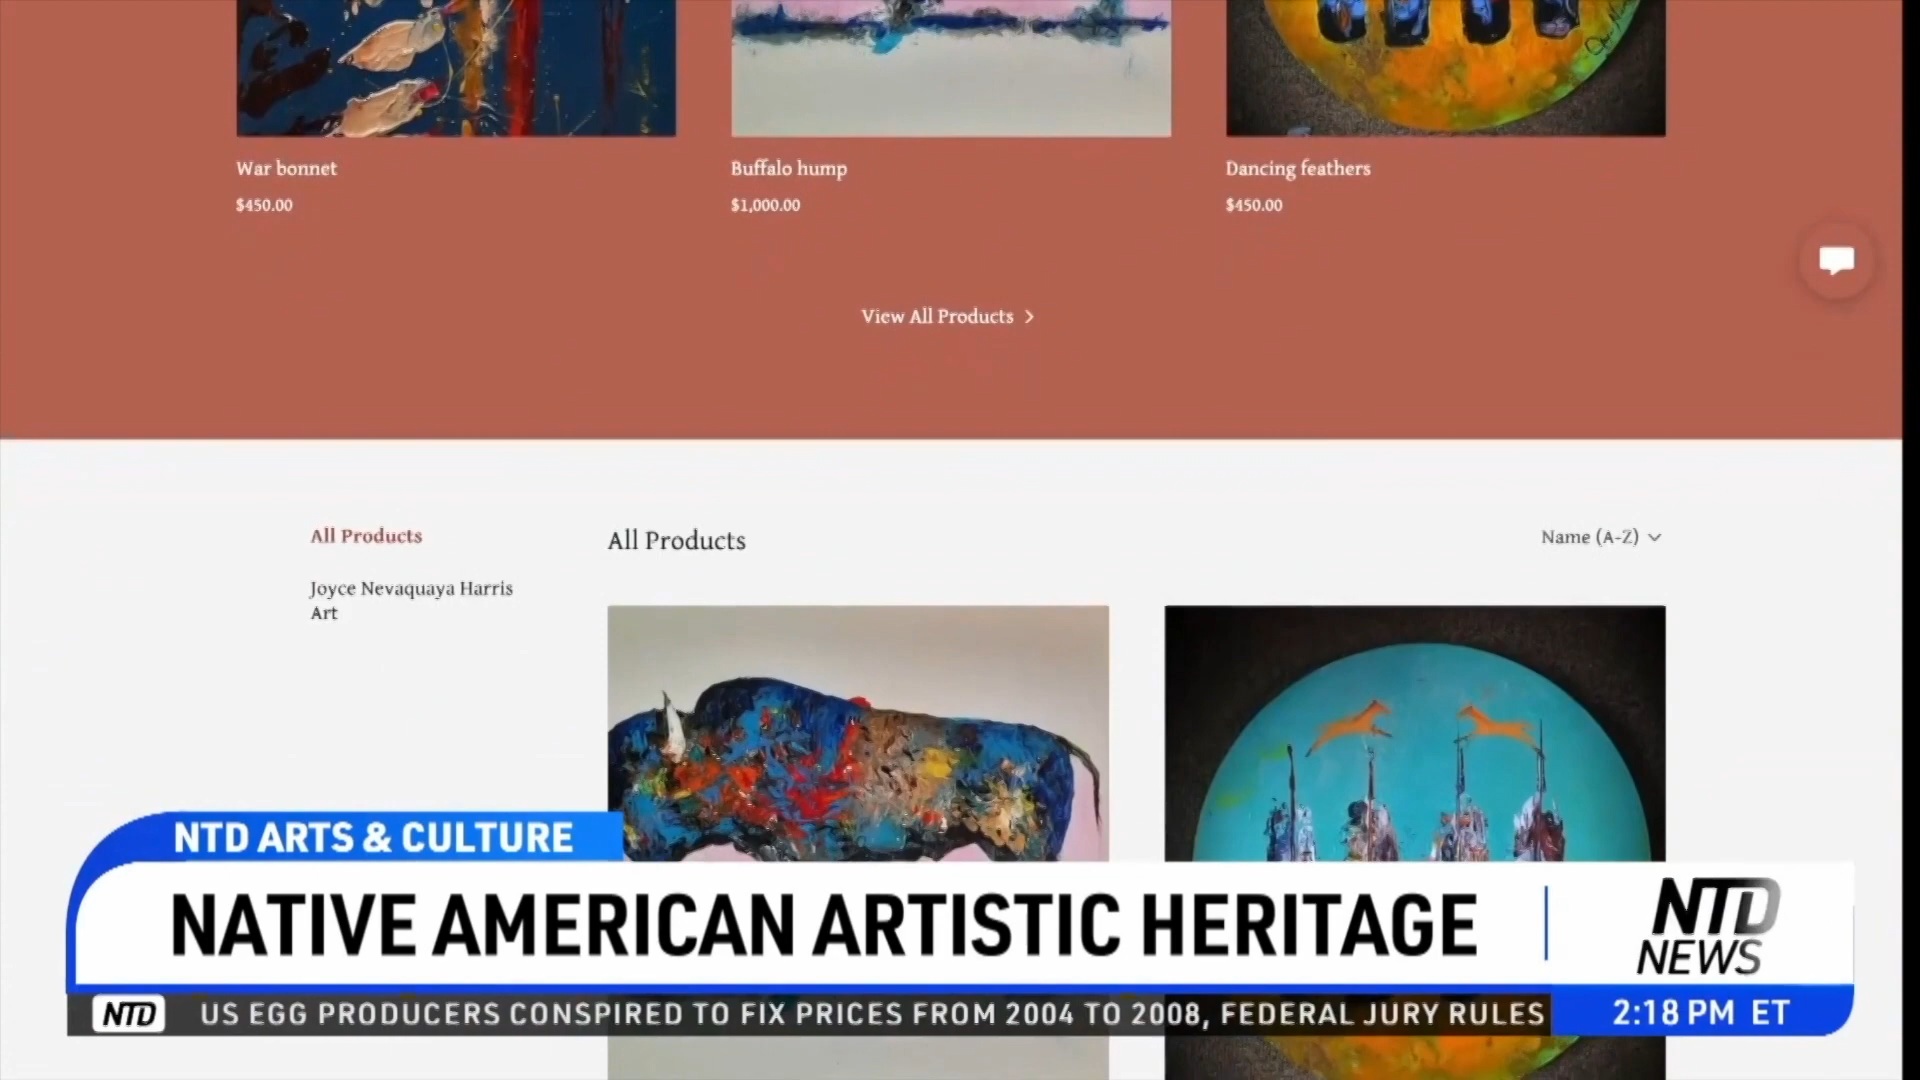 War bonnet
$450.00
Buffalo hump
$1,000.00
Dancing feathers
$450.00
View All Products
All Products
Joyce Nevaquaya Harris
Art
All Products
Name (A-Z)
NTD ARTS & CULTURE
NATIVE AMERICAN ARTISTIC HERITAGE
NTD
NEWS
NTD
US EGG PRODUCERS CONSPIRED TO FIX PRICES FROM 2004 TO 2008, FEDERAL JURY RULES
2:18 PM ET